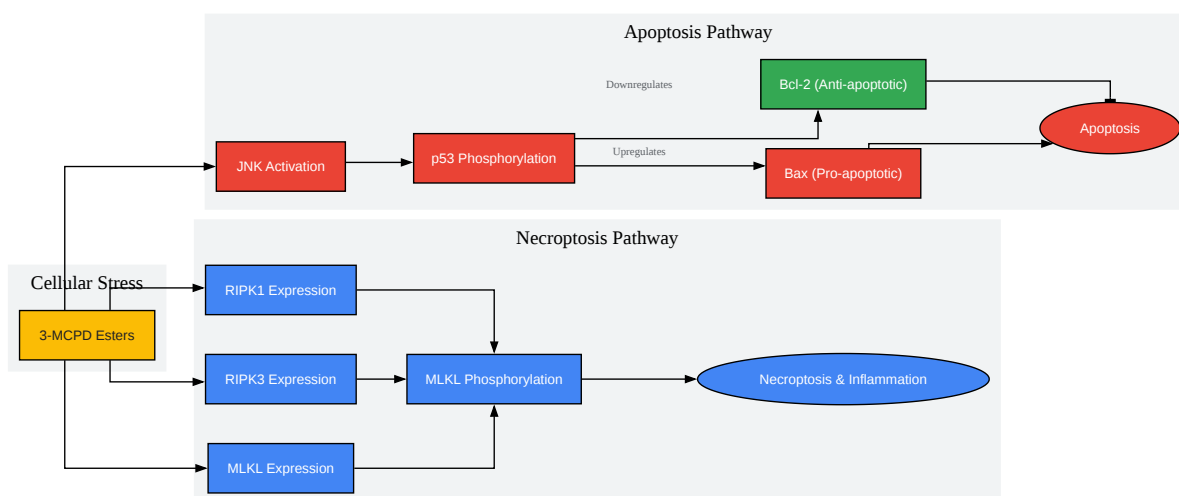 Apoptosis Pathway
Downregulates
Bcl-2 (Anti-apoptotic)
Apoptosis
JNK Activation
p53 Phosphorylation
Upregulates
Bax (Pro-apoptotic)
Necroptosis Pathway
Cellular Stress
3-MCPD Esters
RIPK1 Expression
RIPK3 Expression
MLKL Phosphorylation
Necroptosis & Inflammation
MLKL Expression